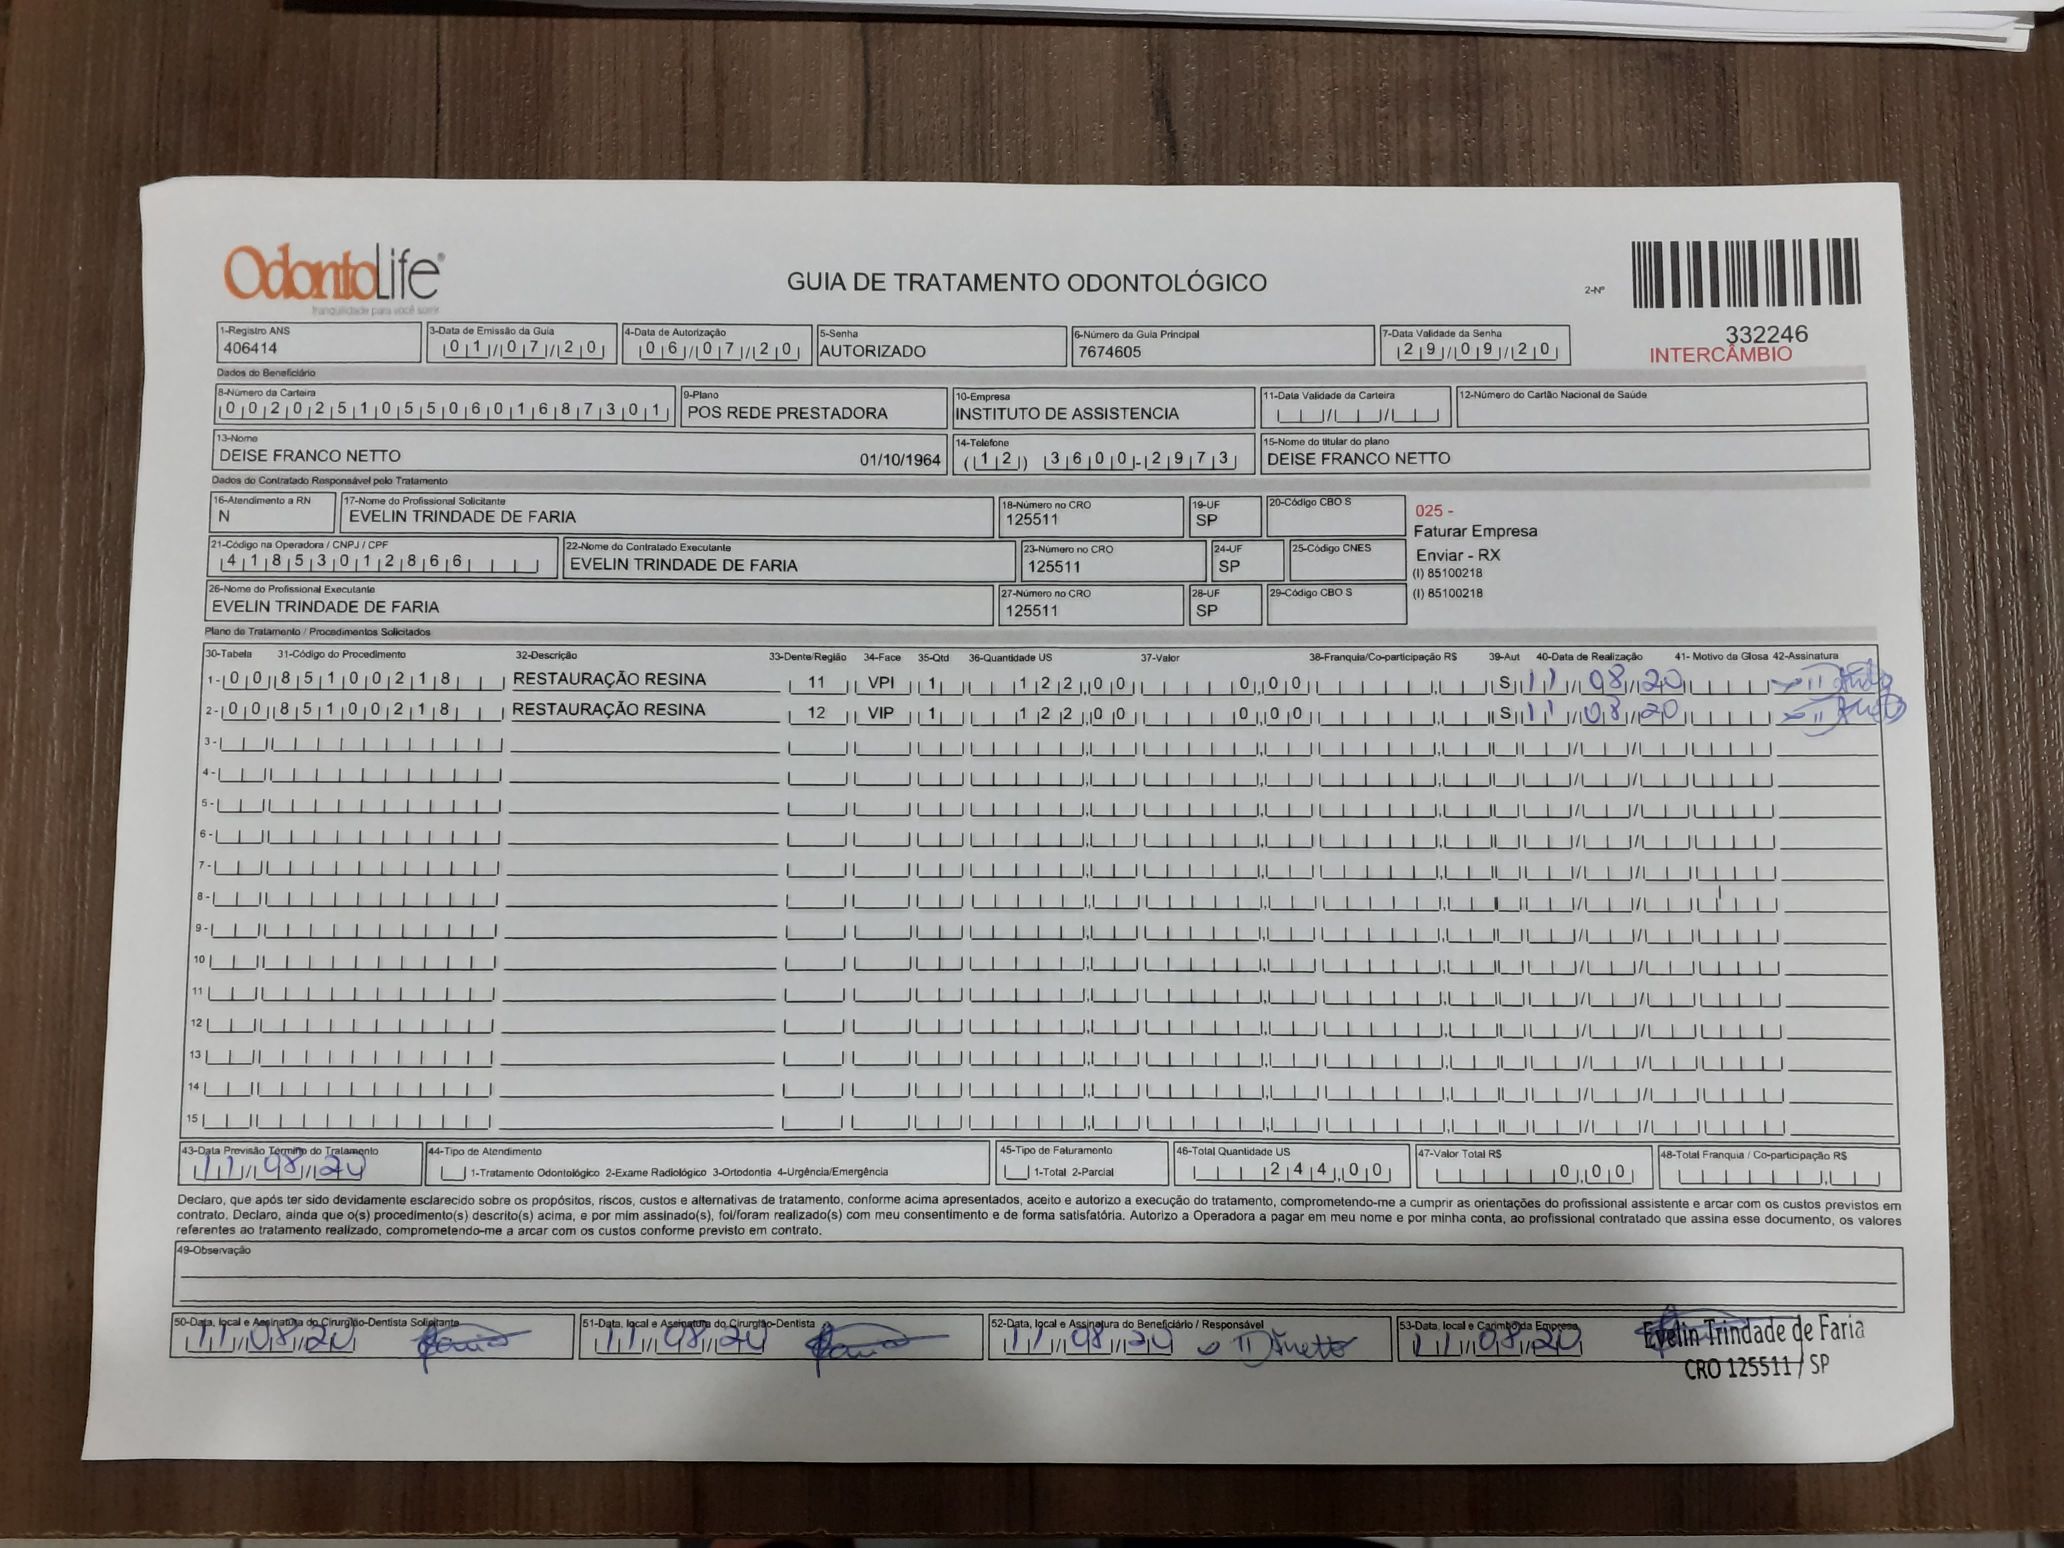 OdontoLife®
tranquilidade para você sorrir
GUIA DE TRATAMENTO ODONTOLÓGICO
2-Nº
332246
INTERCÂMBIO
1-Registro ANS
406414
3-Data de Emissão da Guia
01/07/20
4-Data de Autorização
06/07/20
5-Senha
AUTORIZADO
6-Número da Guia Principal
7674605
7-Data Validade da Senha
29/09/20
Dados do Beneficiário
8-Número da Carteira
00202510550601687301
9-Plano
POS REDE PRESTADORA
10-Empresa
INSTITUTO DE ASSISTENCIA
11-Data Validade da Carteira
12-Número do Cartão Nacional de Saúde
13-Nome
DEISE FRANCO NETTO 01/10/1964
14-Telefone
(12) 3600-2973
15-Nome do titular do plano
DEISE FRANCO NETTO
Dados do Contratado Responsável pelo Tratamento
16-Atendimento a RN
N
17-Nome do Profissional Solicitante
EVELIN TRINDADE DE FARIA
18-Número no CRO
125511
19-UF
SP
20-Código CBO S
025 -
Faturar Empresa
Enviar - RX
(I) 85100218
(I) 85100218
21-Código na Operadora / CNPJ / CPF
41853012866
22-Nome do Contratado Executante
EVELIN TRINDADE DE FARIA
23-Número no CRO
125511
24-UF
SP
25-Código CNES
26-Nome do Profissional Executante
EVELIN TRINDADE DE FARIA
27-Número no CRO
125511
28-UF
SP
29-Código CBO S
Plano de Tratamento / Procedimentos Solicitados
30-Tabela 31-Código do Procedimento 32-Descrição 33-Dente/Região 34-Face 35-Qtd 36-Quantidade US 37-Valor 38-Franquia/Co-participação R$ 39-Aut 40-Data de Realização 41- Motivo da Glosa 42-Assinatura
1- 00 85100218 RESTAURAÇÃO RESINA 11 VPI 1 122,00 0,00 S 11/08/20
2- 00 85100218 RESTAURAÇÃO RESINA 12 VIP 1 122,00 0,00 S 11/08/20
3-
4-
5-
6-
7-
8-
9-
10
11
12
13
14
15
43-Data Previsão Término do Tratamento
11/08/20
44-Tipo de Atendimento
1-Tratamento Odontológico 2-Exame Radiológico 3-Ortodontia 4-Urgência/Emergência
45-Tipo de Faturamento
1-Total 2-Parcial
46-Total Quantidade US
244,00
47-Valor Total R$
0,00
48-Total Franquia / Co-participação R$
Declaro, que após ter sido devidamente esclarecido sobre os propósitos, riscos, custos e alternativas de tratamento, conforme acima apresentados, aceito e autorizo a execução do tratamento, comprometendo-me a cumprir as orientações do profissional assistente e arcar com os custos previstos em
contrato. Declaro, ainda que o(s) procedimento(s) descrito(s) acima, e por mim assinado(s), foi/foram realizado(s) com meu consentimento e de forma satisfatória. Autorizo a Operadora a pagar em meu nome e por minha conta, ao profissional contratado que assina esse documento, os valores
referentes ao tratamento realizado, comprometendo-me a arcar com os custos conforme previsto em contrato.
49-Observação
50-Data, local e Assinatura do Cirurgião-Dentista Solicitante
11/08/20
51-Data, local e Assinatura do Cirurgião-Dentista
11/08/20
52-Data, local e Assinatura do Beneficiário / Responsável
11/08/20
53-Data, local e Carimbo da Empresa
11/08/20
Evelin Trindade de Faria
CRO 125511 / SP